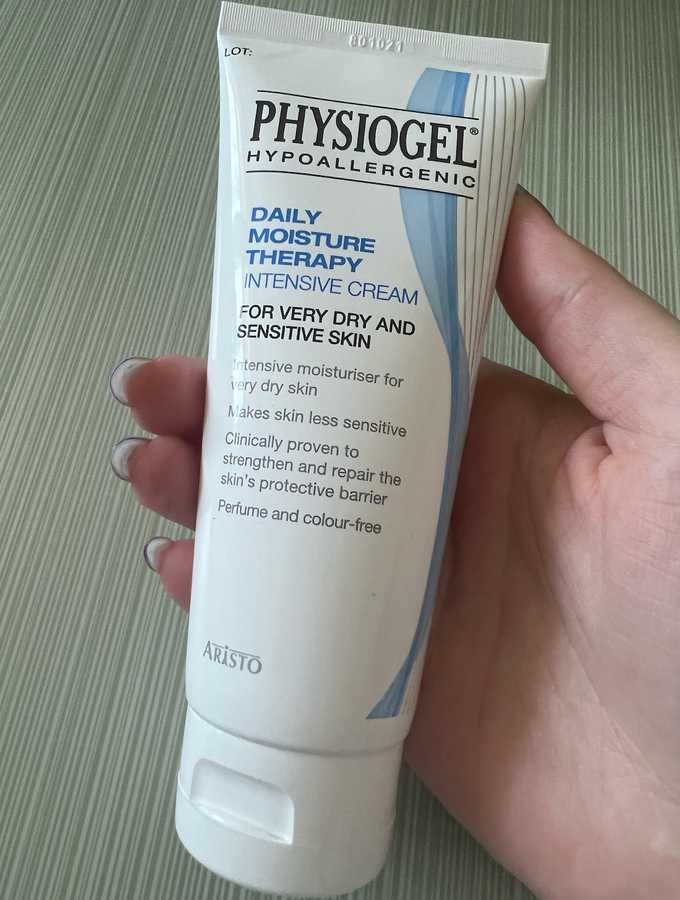 801021
LOT:
PHYSIOGEL®
HYPOALLERGENIC
DAILY
MOISTURE
THERAPY
INTENSIVE CREAM
FOR VERY DRY AND
SENSITIVE SKIN
Intensive moisturiser for
very dry skin
Makes skin less sensitive
Clinically proven to
strengthen and repair the
skin's protective barrier
Perfume and colour-free
ARISTO